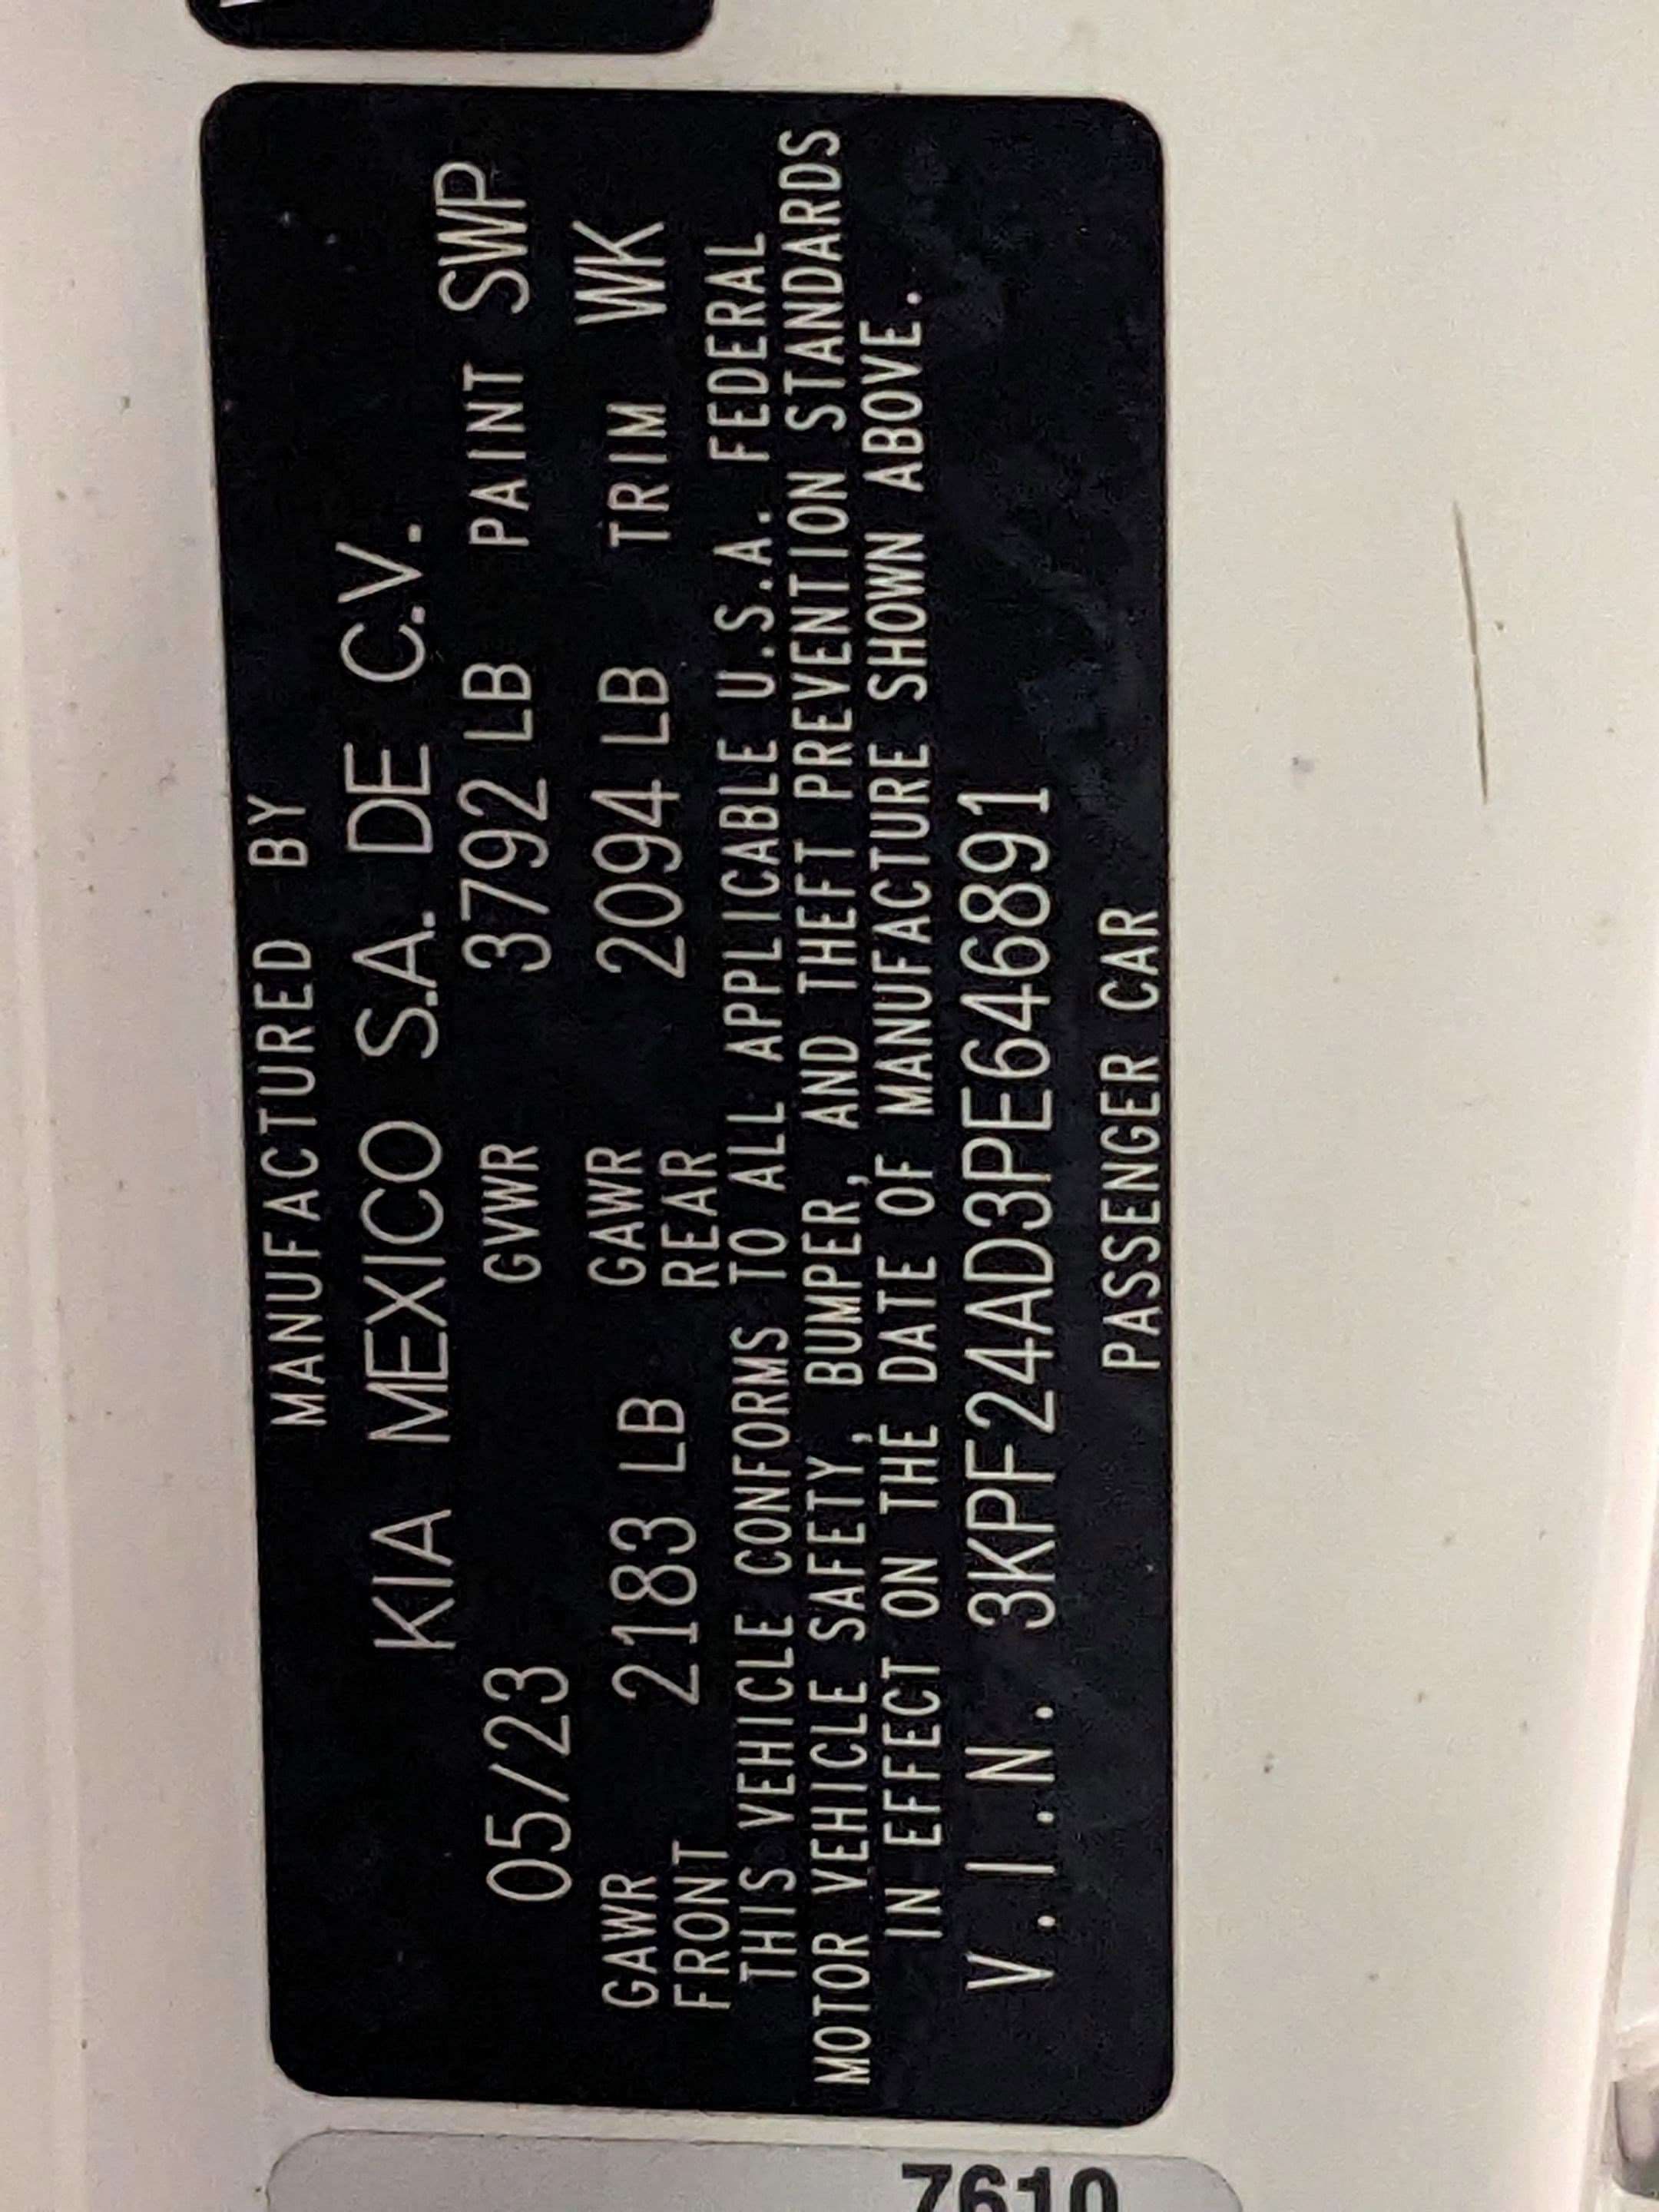 MANUFACTURED BY
KIA MEXICO S.A. DE C.V.
05/23 GVWR 3792 LB PAINT SWP
GAWR FRONT 2183 LB GAWR REAR 2094 LB TRIM WK
THIS VEHICLE CONFORMS TO ALL APPLICABLE U.S.A. FEDERAL
MOTOR VEHICLE SAFETY, BUMPER, AND THEFT PREVENTION STANDARDS
IN EFFECT ON THE DATE OF MANUFACTURE SHOWN ABOVE.
V.I.N. 3KPF24AD3PE646891
PASSENGER CAR
7610